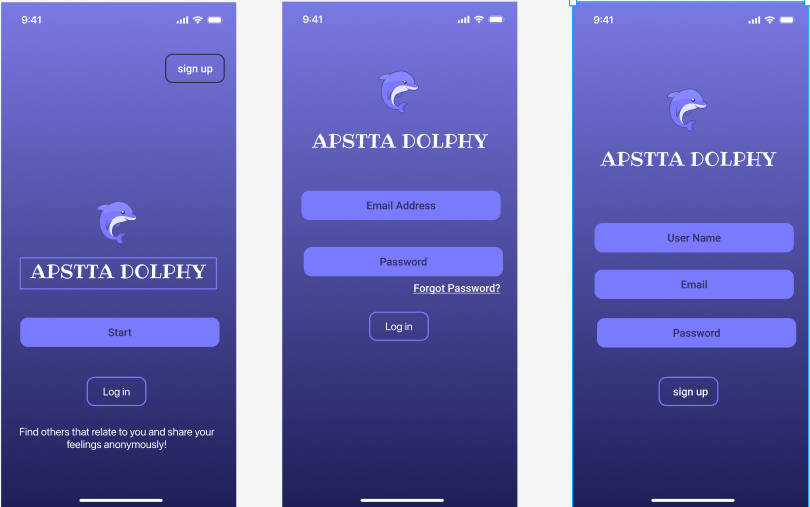 9:41
sign up
APSTTA DOLPHY
Start
Log in
Find others that relate to you and share your
feelings anonymously!
9:41
APSTTA DOLPHY
Email Address
Password
Forgot Password?
Log in
9:41
APSTTA DOLPHY
User Name
Email
Password
sign up